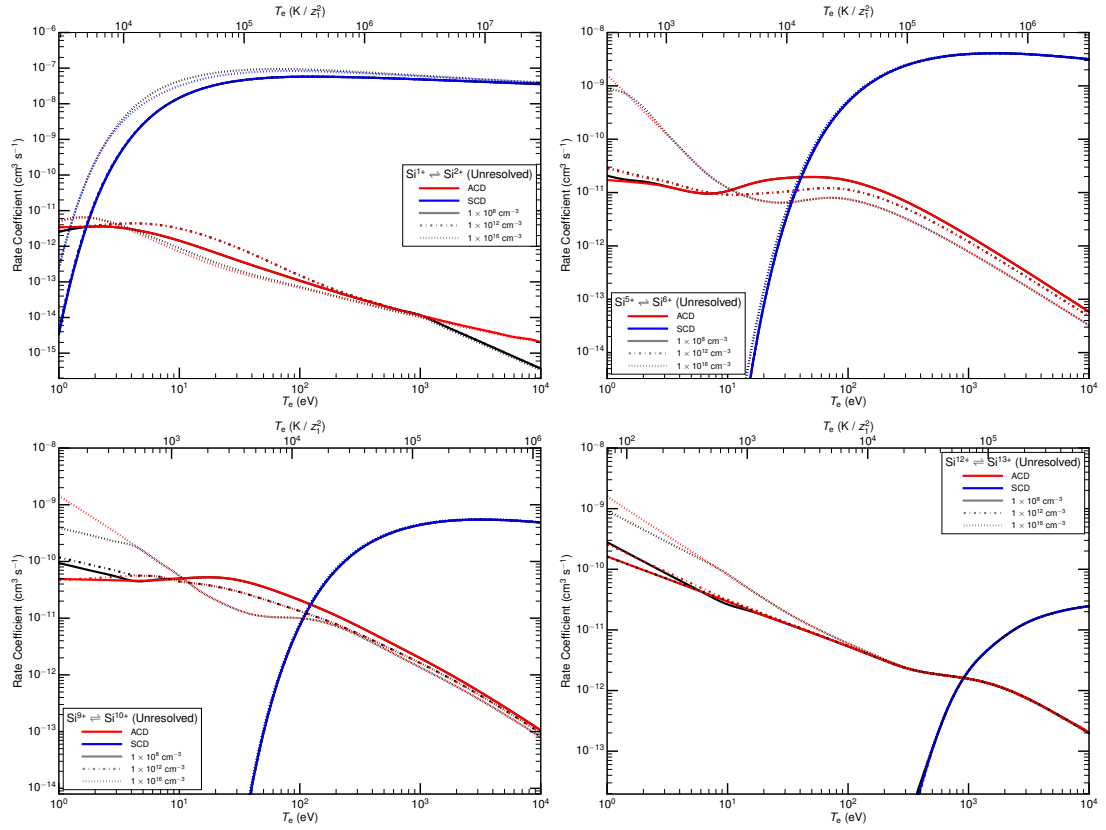 T_e (K / z_1^2)
10^4 10^5 10^6 10^7
10^-6
10^-7
10^-8
10^-9
10^-10
10^-11
10^-12
10^-13
10^-14
10^-15
Rate Coefficient (cm^3 s^-1)
Si^1+ ⇌ Si^2+ (Unresolved)
ACD
SCD
1 × 10^8 cm^-3
1 × 10^12 cm^-3
1 × 10^16 cm^-3
10^0 10^1 10^2 10^3 10^4
T_e (eV)
T_e (K / z_1^2)
10^3 10^4 10^5 10^6
10^-8
10^-9
10^-10
10^-11
10^-12
10^-13
10^-14
Rate Coefficient (cm^3 s^-1)
Si^5+ ⇌ Si^6+ (Unresolved)
ACD
SCD
1 × 10^8 cm^-3
1 × 10^12 cm^-3
1 × 10^16 cm^-3
10^0 10^1 10^2 10^3 10^4
T_e (eV)
T_e (K / z_1^2)
10^3 10^4 10^5 10^6
10^-8
10^-9
10^-10
10^-11
10^-12
10^-13
10^-14
Rate Coefficient (cm^3 s^-1)
Si^9+ ⇌ Si^10+ (Unresolved)
ACD
SCD
1 × 10^8 cm^-3
1 × 10^12 cm^-3
1 × 10^16 cm^-3
10^0 10^1 10^2 10^3 10^4
T_e (eV)
T_e (K / z_1^2)
10^2 10^3 10^4 10^5
10^-8
10^-9
10^-10
10^-11
10^-12
10^-13
Rate Coefficient (cm^3 s^-1)
Si^12+ ⇌ Si^13+ (Unresolved)
ACD
SCD
1 × 10^8 cm^-3
1 × 10^12 cm^-3
1 × 10^16 cm^-3
10^0 10^1 10^2 10^3 10^4
T_e (eV)